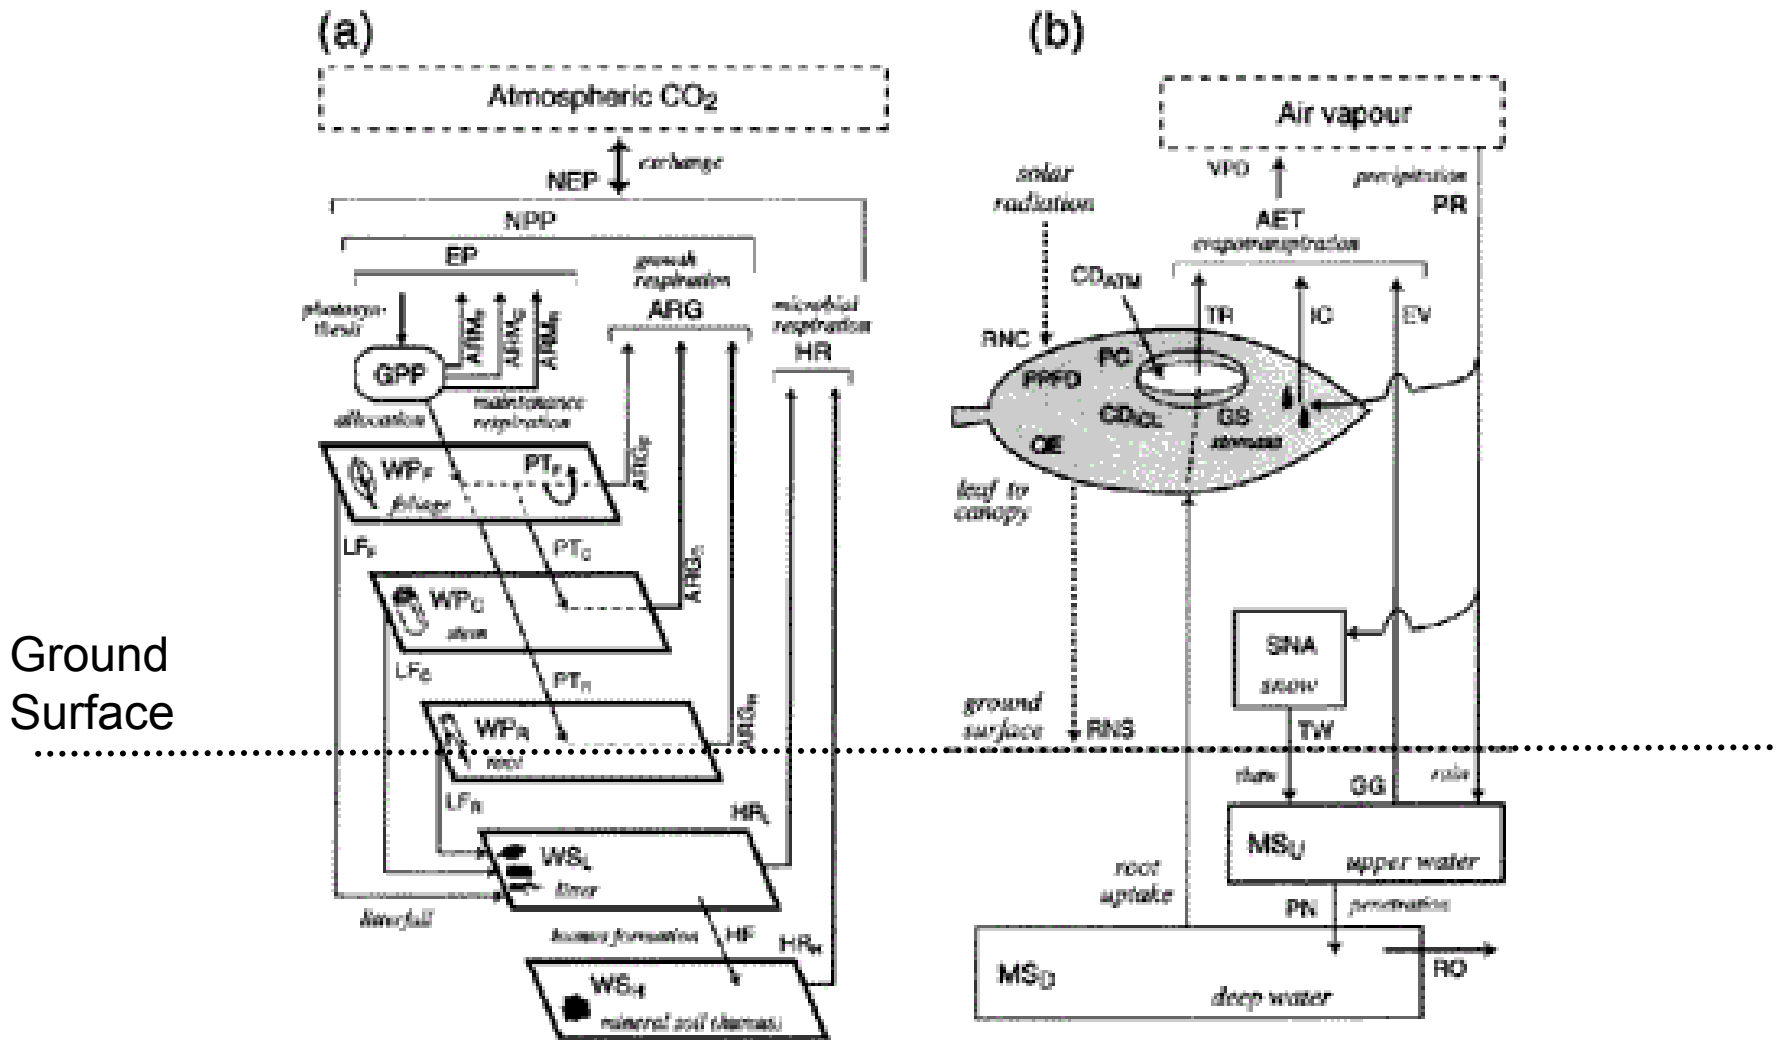 (a)
Atmospheric CO2
exchange
NEP
NPP
EP
growth
respiration
ARG
photosyn-
thesis
microbial
respiration
HR
GPP
ARMF
ARMC
ARMR
maintenance
respiration
allocation
WPF
foliage
PTF
ARGF
LFF
PTC
WPC
stem
ARGC
LFC
PTR
WPR
root
ARGR
LFR
HRL
WSL
litter
litterfall
humus formation
HF
HRH
WSH
mineral soil (humus)
Ground
Surface
(b)
Air vapour
VPD
precipitation
PR
solar
radiation
AET
evapotranspiration
CDATM
TR
IC
EV
RNC
PC
PPFD
CDICL
GS
stomata
QE
leaf to
canopy
SNA
snow
ground
surface
RNS
TW
thaw
GG
rain
MSU
upper water
root
uptake
PN
penetration
MSD
deep water
RO